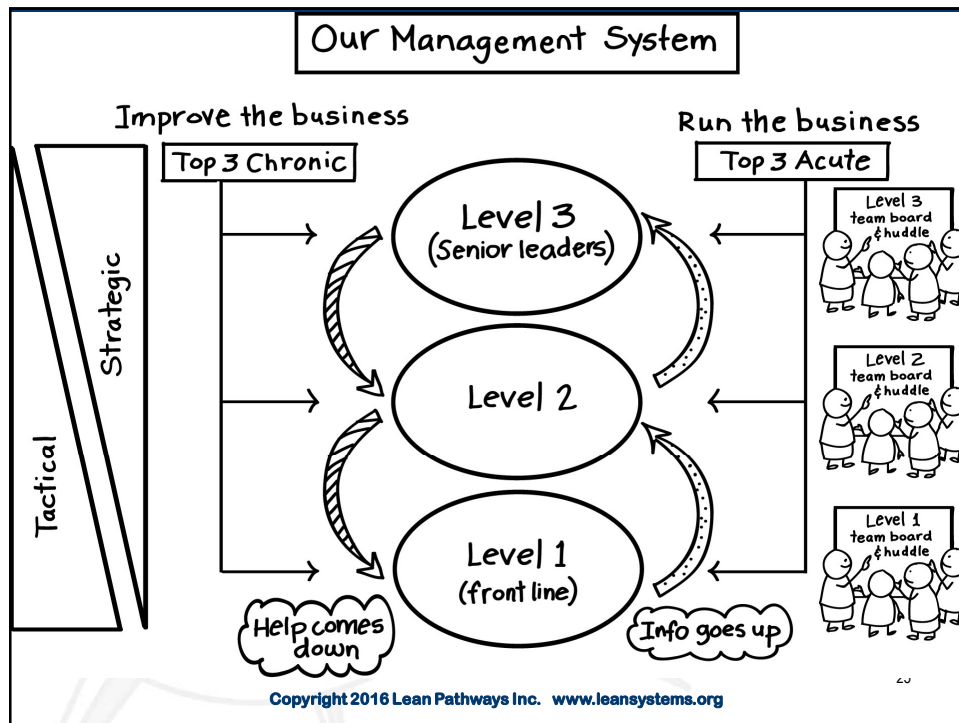 Our Management System
Improve the business
Top 3 Chronic
Run the business
Top 3 Acute
Strategic
Tactical
Level 3
(Senior leaders)
Level 2
Level 1
(front line)
Level 3
team board
& huddle
Level 2
team board
& huddle
Level 1
team board
& huddle
Help comes
down
Info goes up
Copyright 2016 Lean Pathways Inc. www.leansystems.org